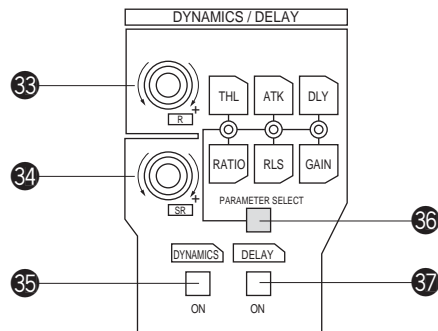 DYNAMICS / DELAY
33
R
+
THL ATK DLY
34
SR
+
RATIO RLS GAIN
PARAMETER SELECT
36
DYNAMICS DELAY
35
37
ON ON